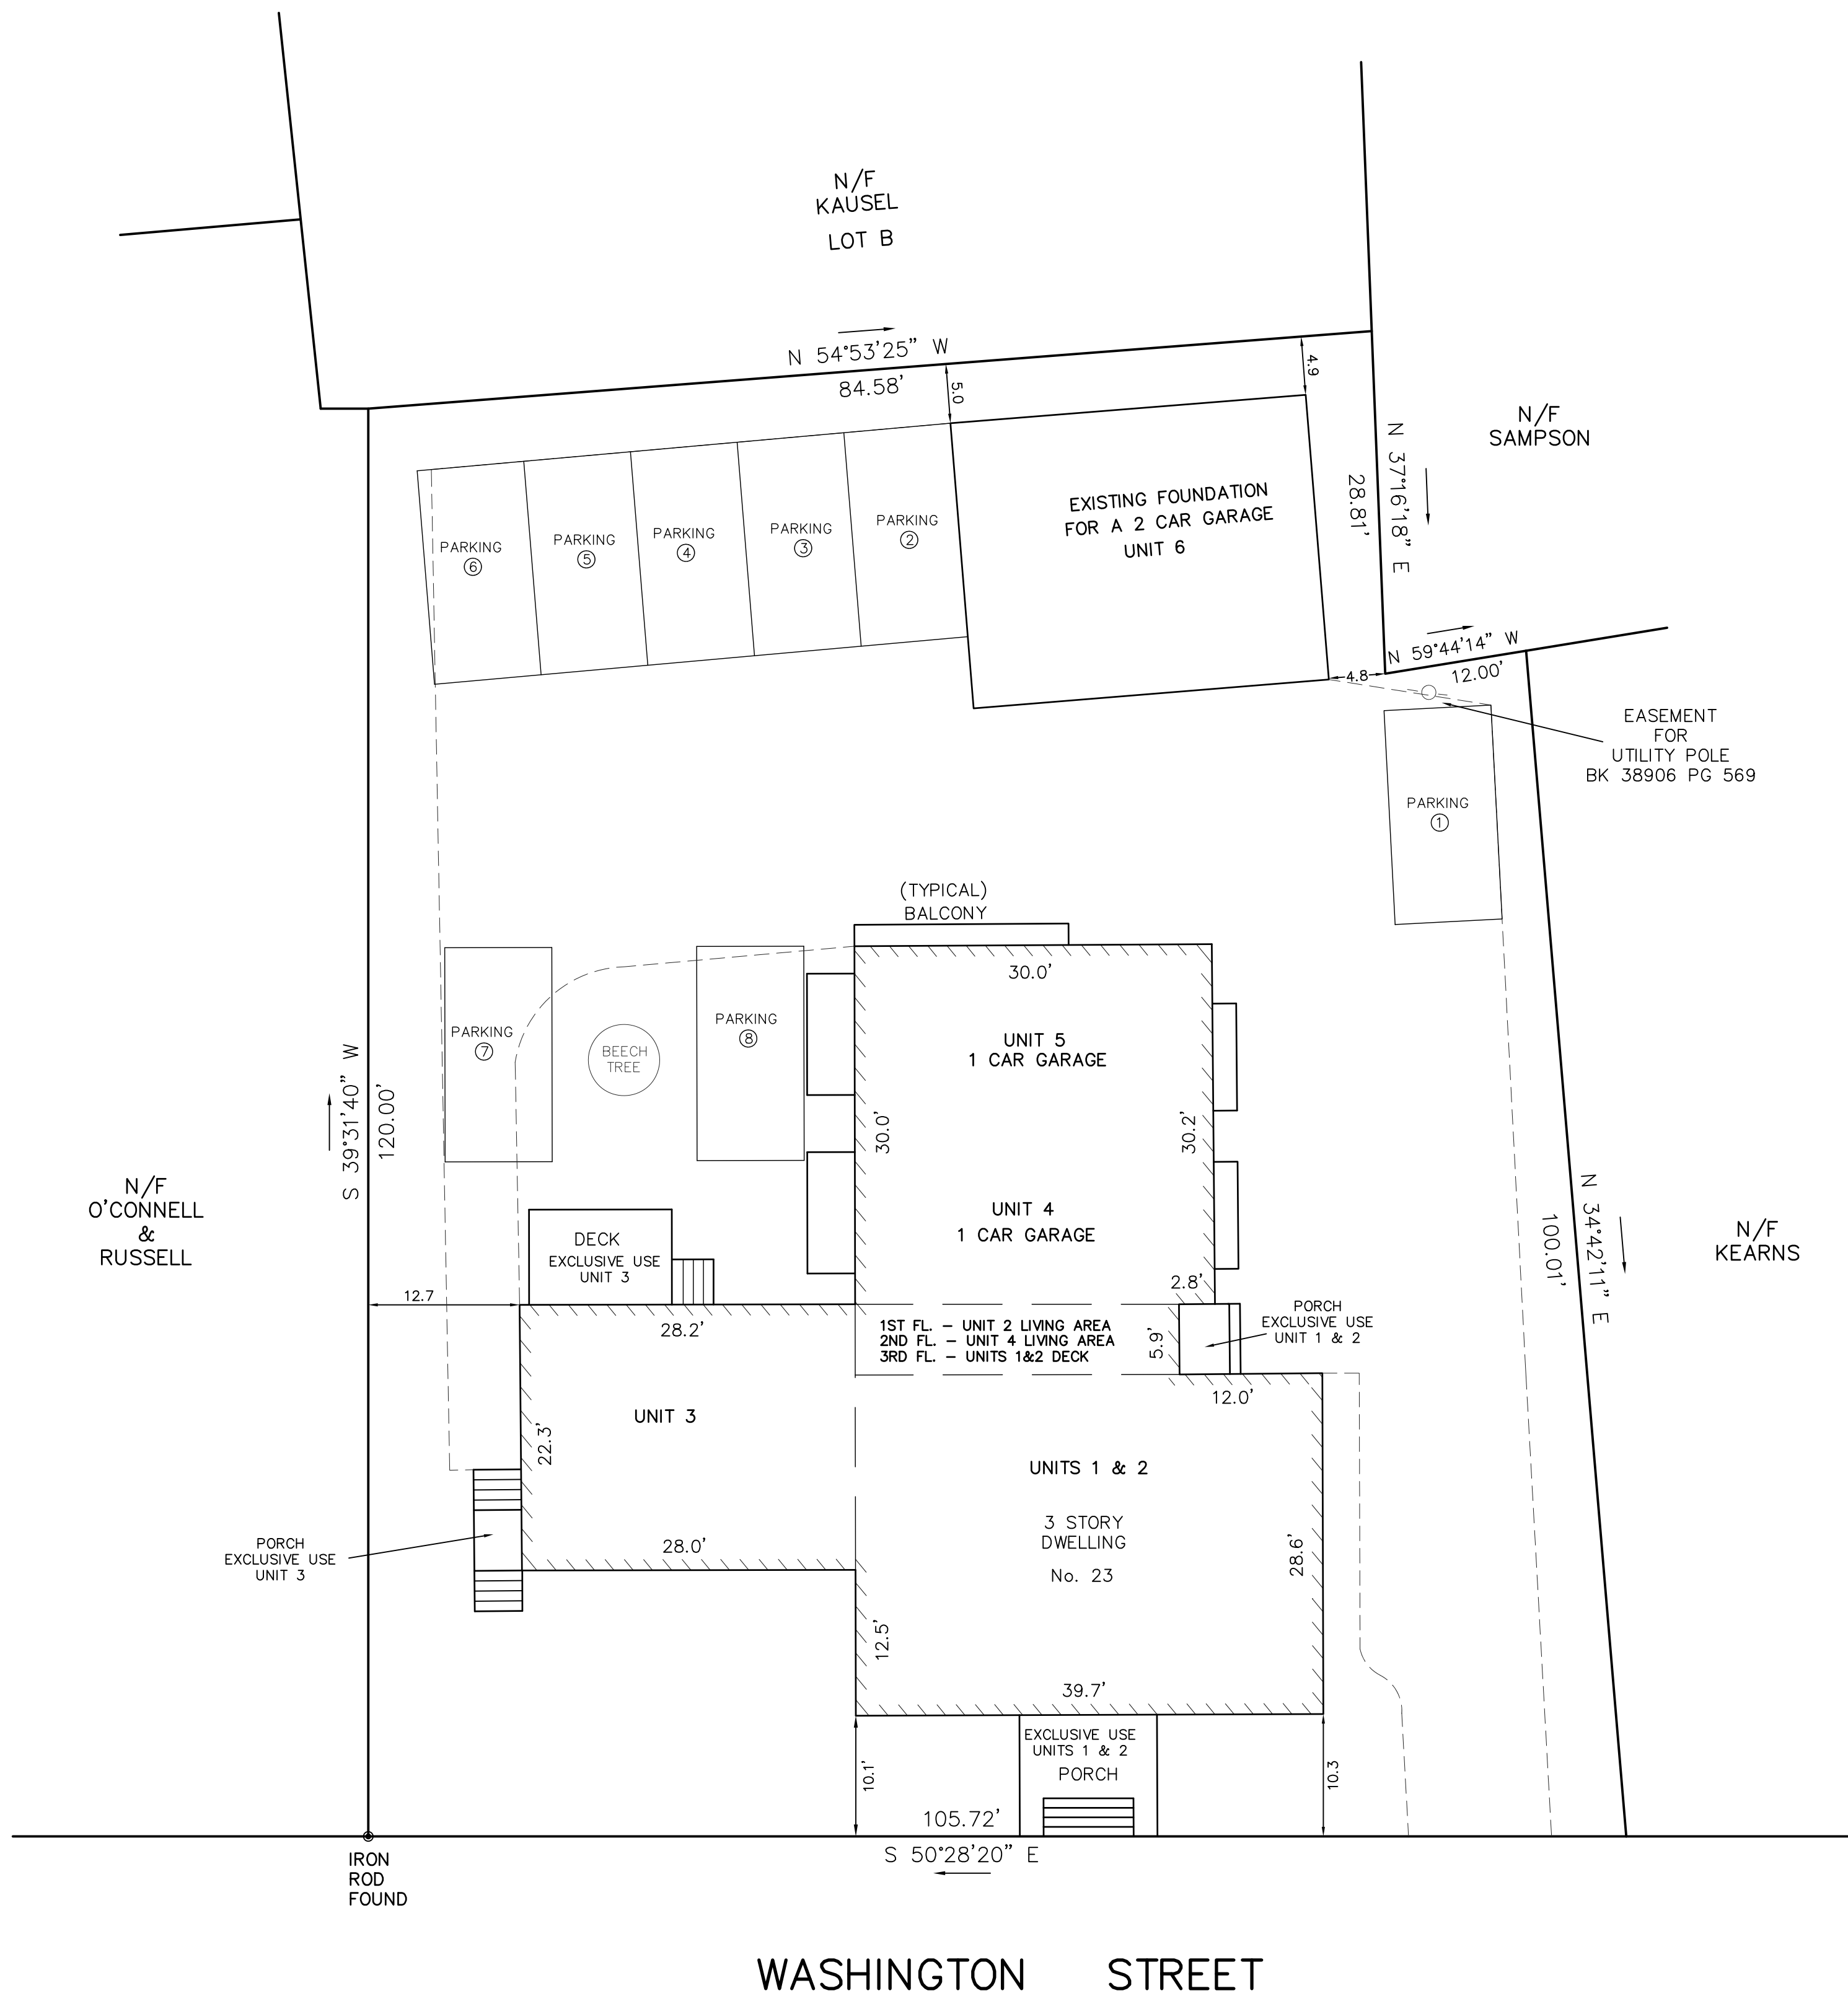 N/F
KAUSEL
LOT B
N 54°53'25" W
84.58'
5.0
4.9
N/F
SAMPSON
N 37°16'18" E
28.81'
EXISTING FOUNDATION
FOR A 2 CAR GARAGE
UNIT 6
PARKING
2
PARKING
3
PARKING
4
PARKING
5
PARKING
6
N 59°44'14" W
12.00'
4.8
EASEMENT
FOR
UTILITY POLE
BK 38906 PG 569
PARKING
1
(TYPICAL)
BALCONY
30.0'
PARKING
7
BEECH
TREE
PARKING
8
UNIT 5
1 CAR GARAGE
30.0'
30.2'
S 39°31'40" W
120.00'
N/F
O'CONNELL
&
RUSSELL
UNIT 4
1 CAR GARAGE
N 34°42'11" E
100.01'
N/F
KEARNS
DECK
EXCLUSIVE USE
UNIT 3
2.8'
12.7
28.2'
1ST FL. – UNIT 2 LIVING AREA
2ND FL. – UNIT 4 LIVING AREA
3RD FL. – UNITS 1&2 DECK
5.9'
PORCH
EXCLUSIVE USE
UNIT 1 & 2
12.0'
UNIT 3
22.3'
UNITS 1 & 2
3 STORY
DWELLING
No. 23
28.6'
PORCH
EXCLUSIVE USE
UNIT 3
28.0'
12.5'
39.7'
EXCLUSIVE USE
UNITS 1 & 2
PORCH
10.1'
10.3
105.72'
S 50°28'20" E
IRON
ROD
FOUND
WASHINGTON STREET